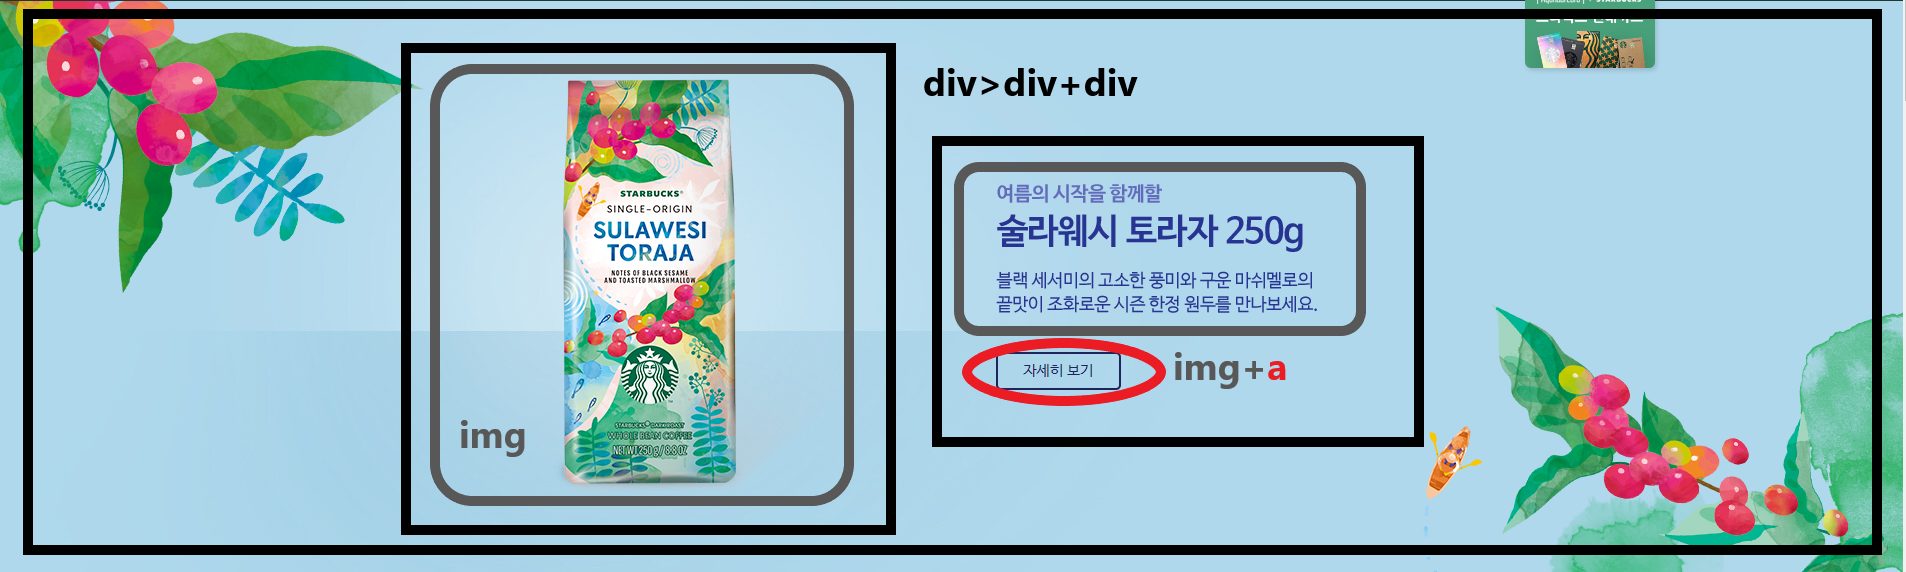 STARBUCKS
div>div+div
STARBUCKS®
SINGLE-ORIGIN
SULAWESI
TORAJA
NOTES OF BLACK SESAME
AND TOASTED MARSHMALLOW
STARBUCKS® DARK ROAST
WHOLE BEAN COFFEE
NET WT 250 g / 8.8 OZ
img
여름의 시작을 함께할
술라웨시 토라자 250g
블랙 세서미의 고소한 풍미와 구운 마쉬멜로의
끝맛이 조화로운 시즌 한정 원두를 만나보세요.
자세히 보기
img+a